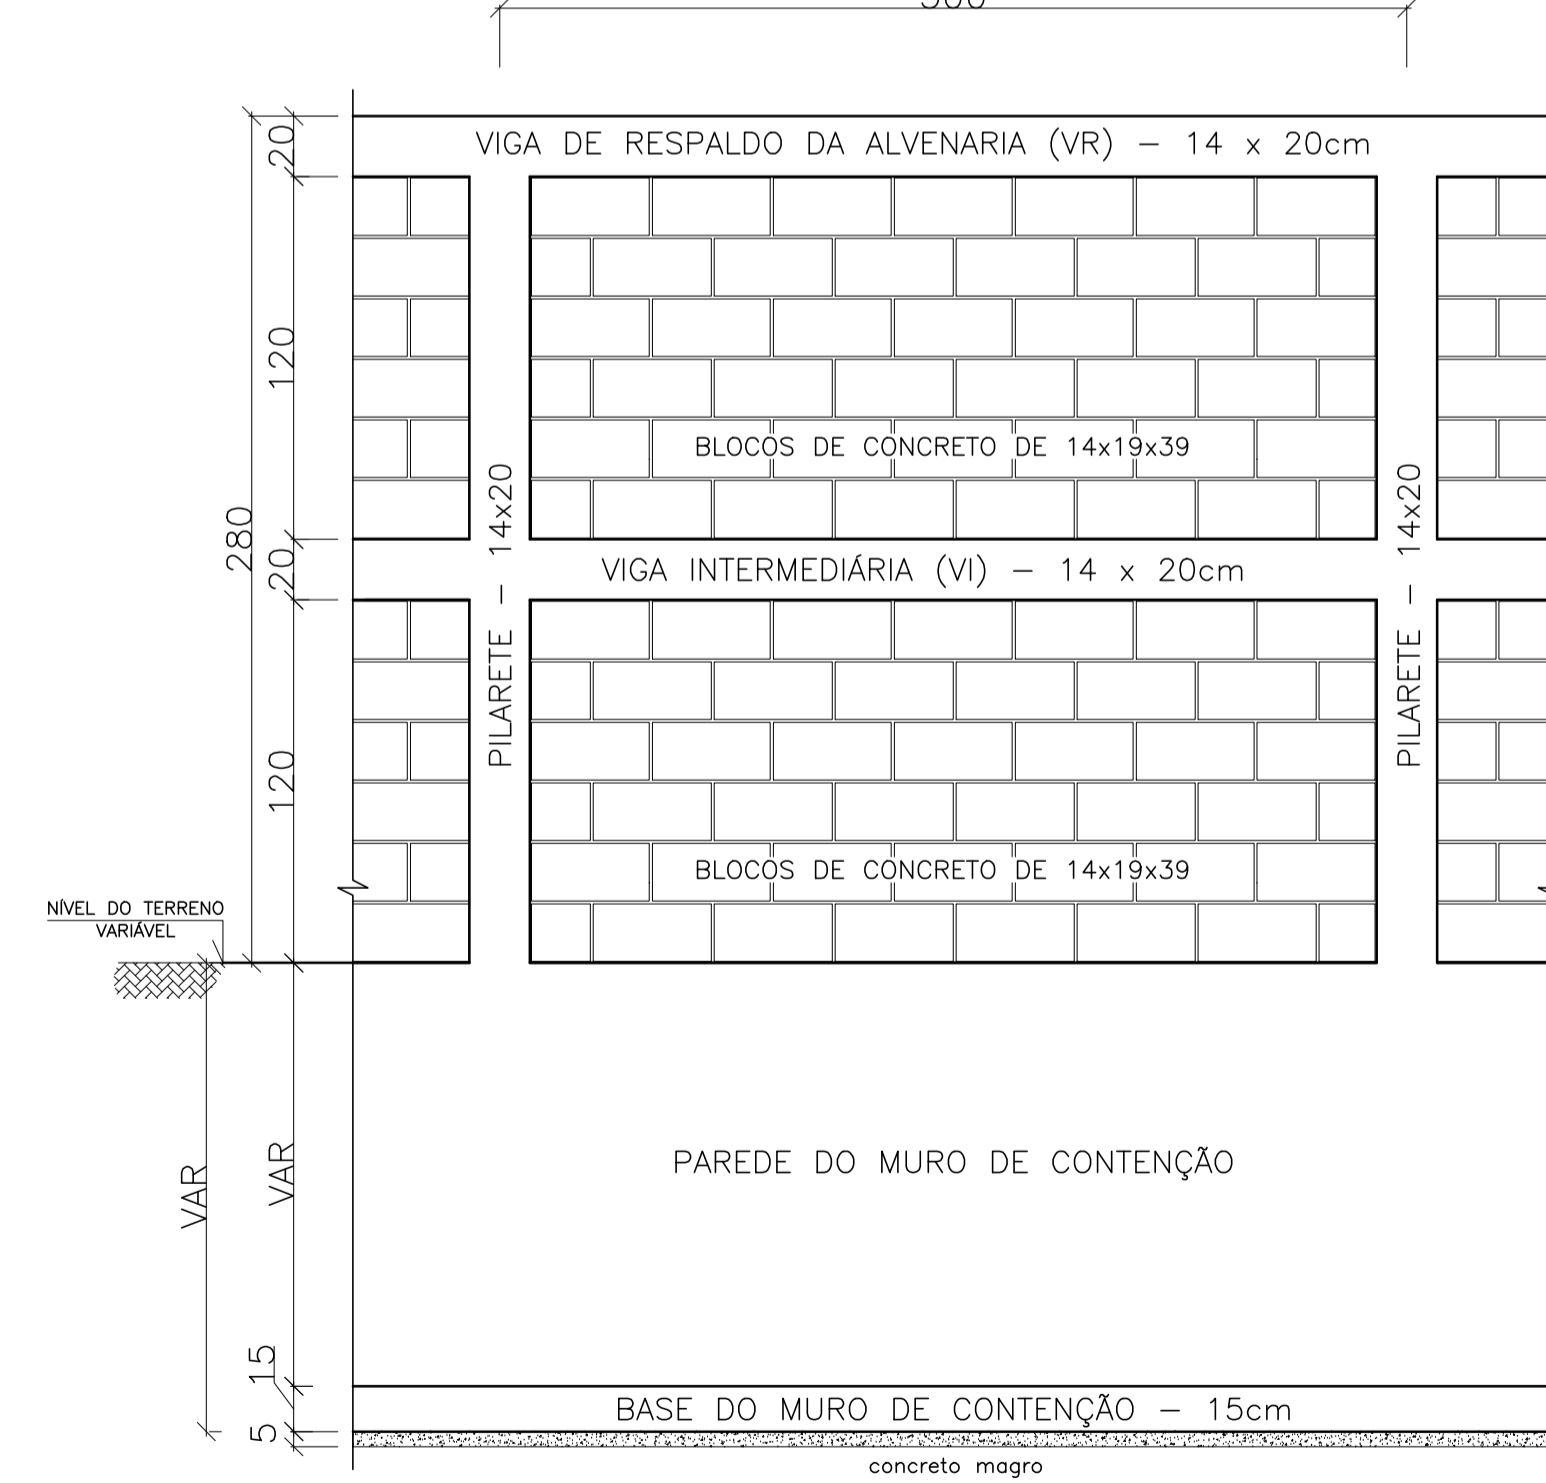 VIGA DE RESPALDO DA ALVENARIA (VR) – 14 x 20cm
20
120
BLOCOS DE CONCRETO DE 14x19x39
PILARETE – 14x20
PILARETE – 14x20
280
20
VIGA INTERMEDIÁRIA (VI) – 14 x 20cm
120
BLOCOS DE CONCRETO DE 14x19x39
NÍVEL DO TERRENO
VARIÁVEL
VAR
VAR
PAREDE DO MURO DE CONTENÇÃO
15
BASE DO MURO DE CONTENÇÃO – 15cm
5
concreto magro